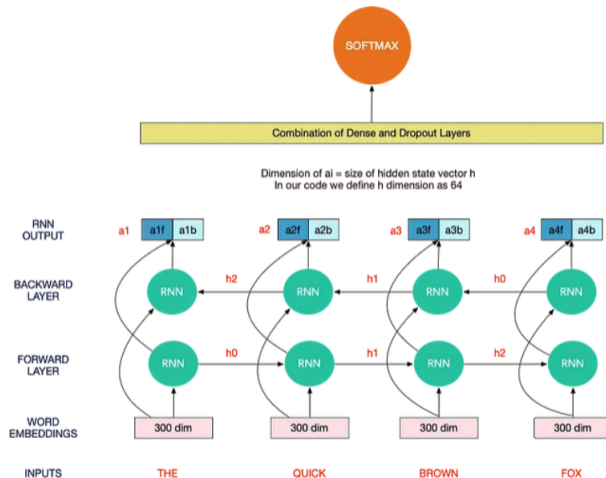 SOFTMAX
Combination of Dense and Dropout Layers
Dimension of ai = size of hidden state vector h
In our code we define h dimension as 64
RNN
OUTPUT
a1 a1f a1b a2 a2f a2b a3 a3f a3b a4 a4f a4b
BACKWARD
LAYER
RNN h2 RNN h1 RNN h0 RNN
FORWARD
LAYER
RNN h0 RNN h1 RNN h2 RNN
WORD
EMBEDDINGS
300 dim 300 dim 300 dim 300 dim
INPUTS THE QUICK BROWN FOX